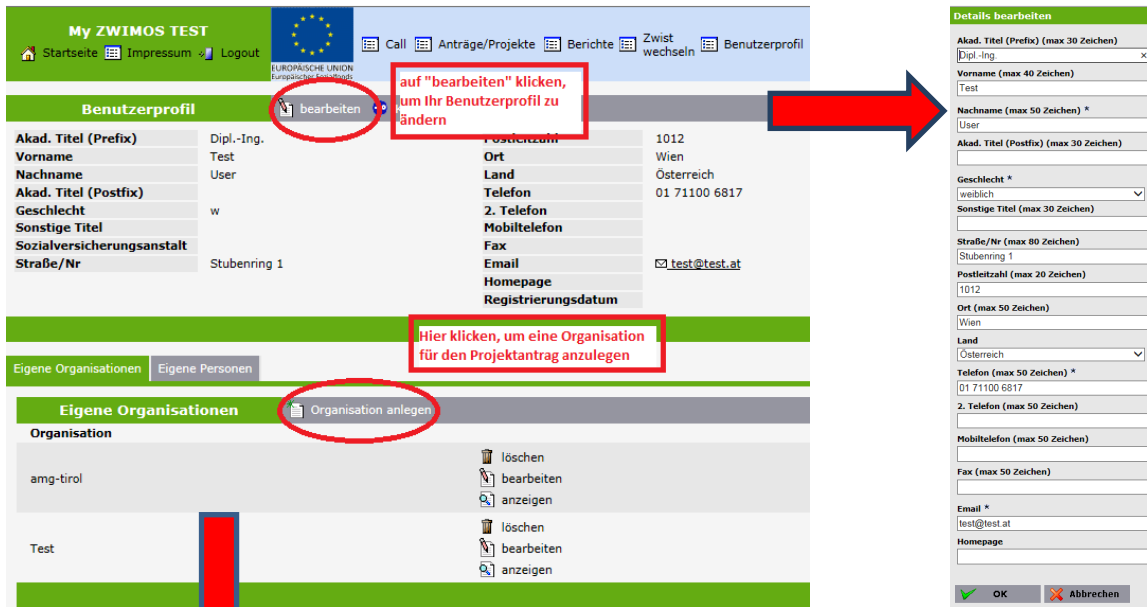 My ZWIMOS TEST
Startseite Impressum Logout
EUROPÄISCHE UNION
Europäischer Sozialfonds
Call Anträge/Projekte Berichte Zwist wechseln Benutzerprofil
auf "bearbeiten" klicken,
um Ihr Benutzerprofil zu
ändern
Benutzerprofil bearbeiten
Akad. Titel (Prefix) Dipl.-Ing.
Vorname Test
Nachname User
Akad. Titel (Postfix)
Geschlecht w
Sonstige Titel
Sozialversicherungsanstalt
Straße/Nr Stubenring 1
Postleitzahl 1012
Ort Wien
Land Österreich
Telefon 01 71100 6817
2. Telefon
Mobiltelefon
Fax
Email test@test.at
Homepage
Registrierungsdatum
Hier klicken, um eine Organisation
für den Projektantrag anzulegen
Eigene Organisationen Eigene Personen
Eigene Organisationen Organisation anlegen
Organisation
amg-tirol
löschen
bearbeiten
anzeigen
Test
löschen
bearbeiten
anzeigen
Details bearbeiten
Akad. Titel (Prefix) (max 30 Zeichen)
Dipl.-Ing. ×
Vorname (max 40 Zeichen)
Test
Nachname (max 50 Zeichen) *
User
Akad. Titel (Postfix) (max 30 Zeichen)
Geschlecht *
weiblich
Sonstige Titel (max 30 Zeichen)
Straße/Nr (max 80 Zeichen)
Stubenring 1
Postleitzahl (max 20 Zeichen)
1012
Ort (max 50 Zeichen)
Wien
Land
Österreich
Telefon (max 50 Zeichen) *
01 71100 6817
2. Telefon (max 50 Zeichen)
Mobiltelefon (max 50 Zeichen)
Fax (max 50 Zeichen)
Email *
test@test.at
Homepage
OK Abbrechen